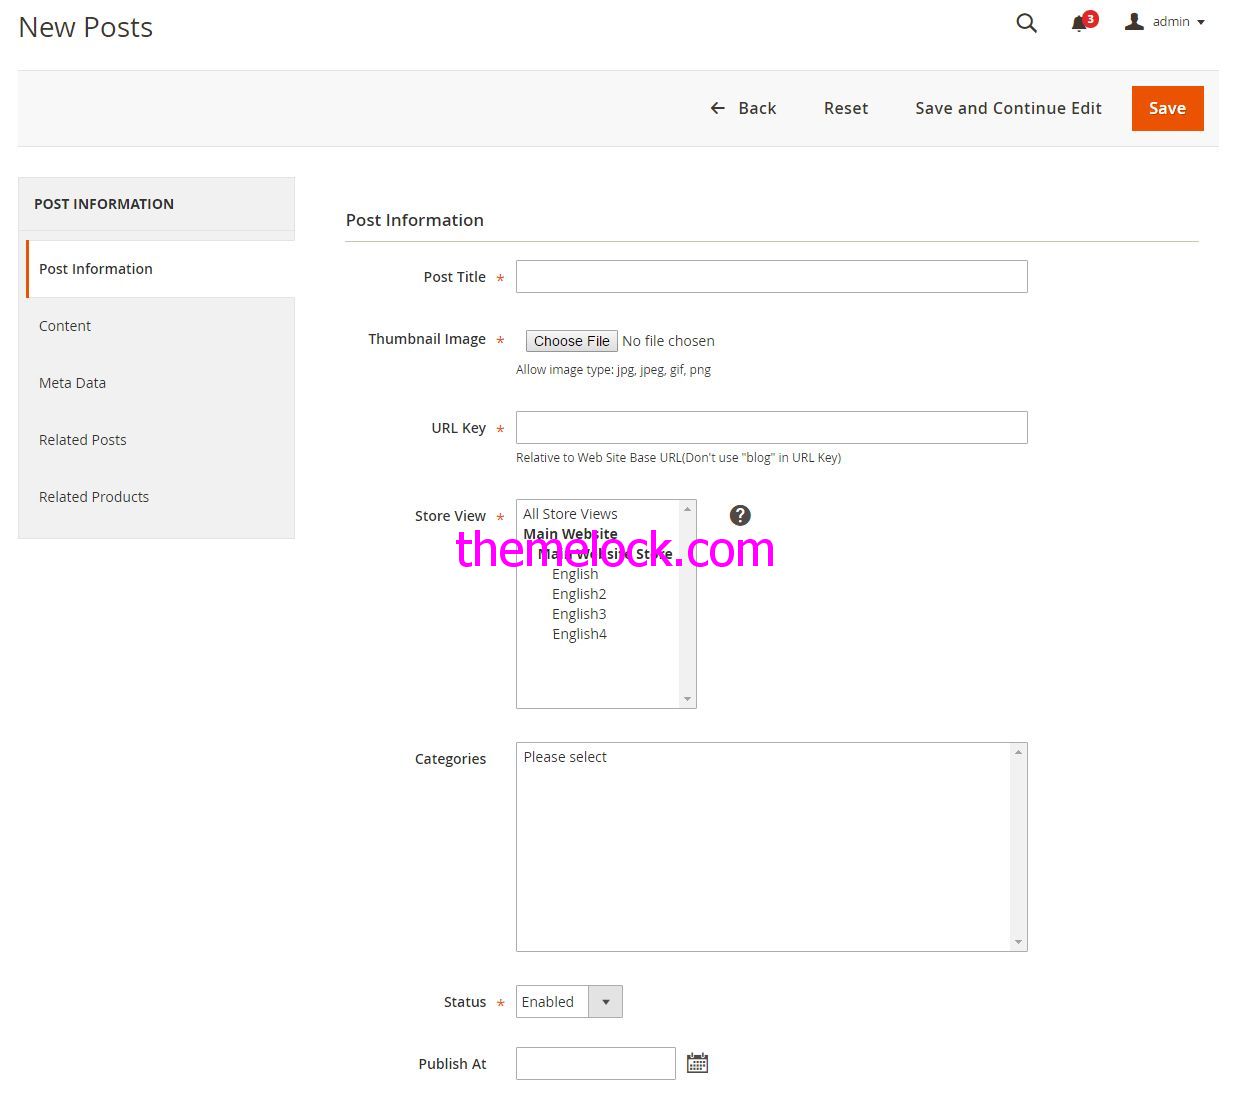 New Posts
3
admin
Back
Reset
Save and Continue Edit
Save
POST INFORMATION
Post Information
Content
Meta Data
Related Posts
Related Products
Post Information
Post Title *
Thumbnail Image *
Choose File No file chosen
Allow image type: jpg, jpeg, gif, png
URL Key *
Relative to Web Site Base URL(Don't use "blog" in URL Key)
Store View *
All Store Views
?
Main Website
themelock.com
Main Website Store
English
English2
English3
English4
Categories
Please select
Status *
Enabled
Publish At